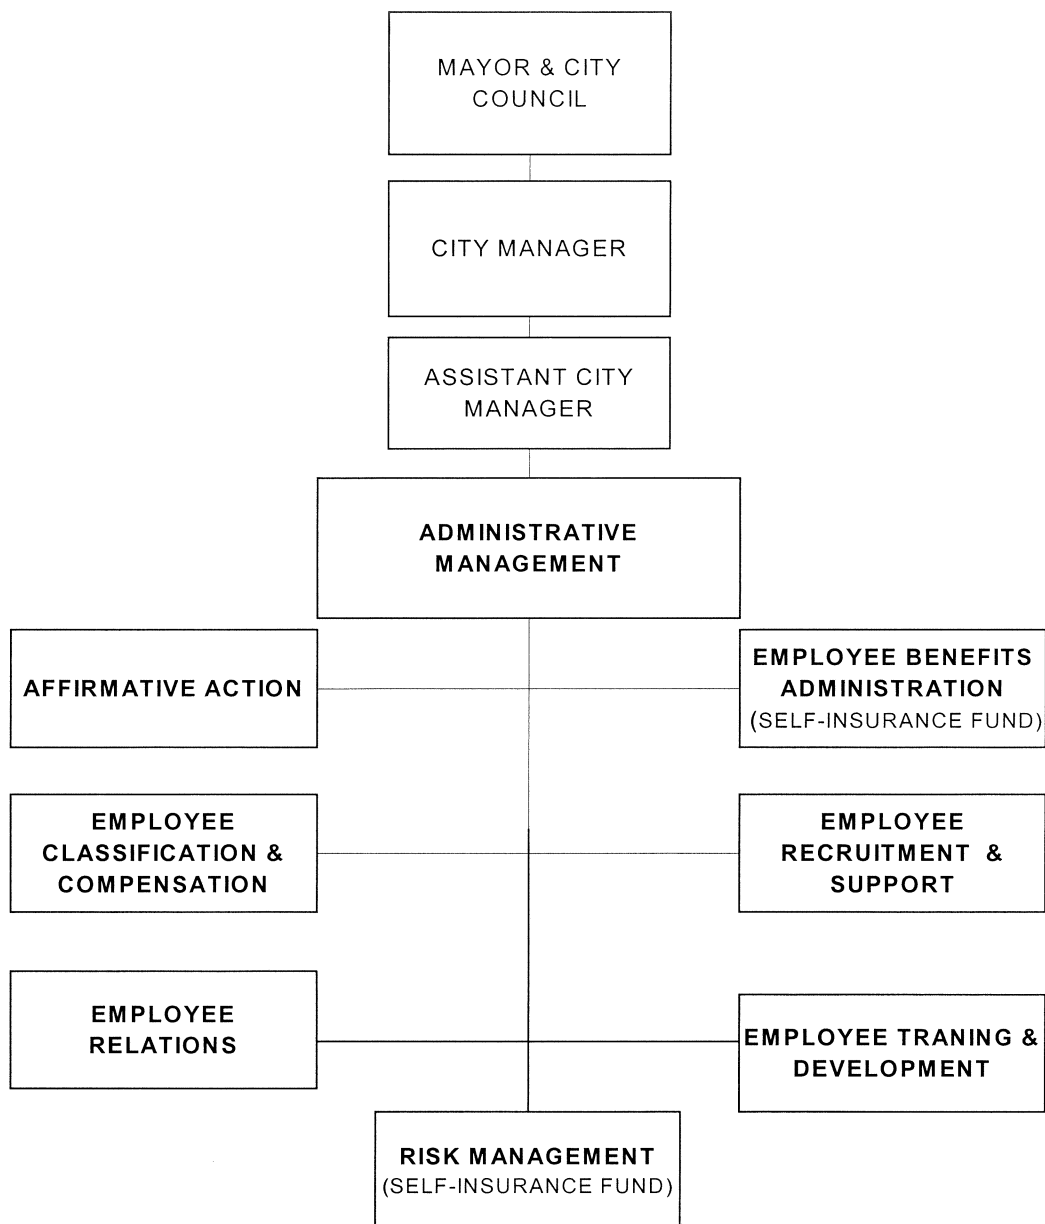 MAYOR & CITY
COUNCIL
CITY MANAGER
ASSISTANT CITY
MANAGER
ADMINISTRATIVE
MANAGEMENT
AFFIRMATIVE ACTION
EMPLOYEE BENEFITS
ADMINISTRATION
(SELF-INSURANCE FUND)
EMPLOYEE
CLASSIFICATION &
COMPENSATION
EMPLOYEE
RECRUITMENT &
SUPPORT
EMPLOYEE
RELATIONS
EMPLOYEE TRANING &
DEVELOPMENT
RISK MANAGEMENT
(SELF-INSURANCE FUND)